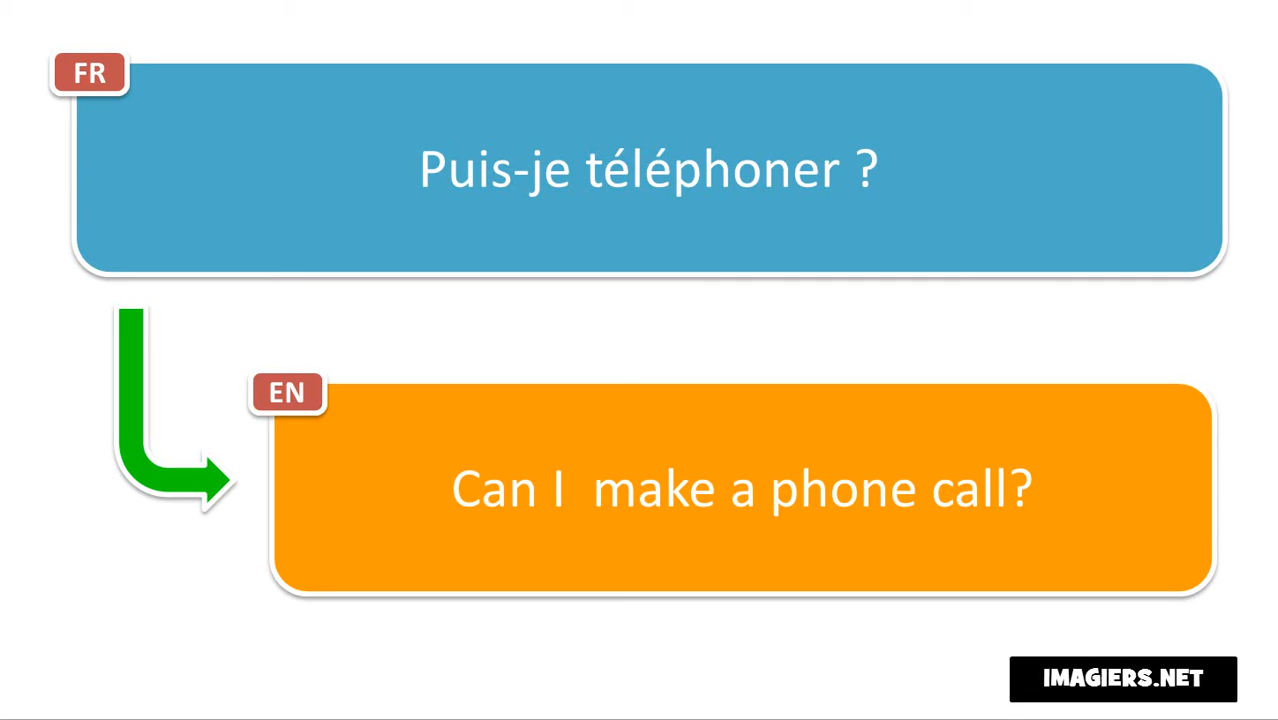 FR
Puis-je téléphoner ?
EN
Can I  make a phone call?
IMAGIERS.NET